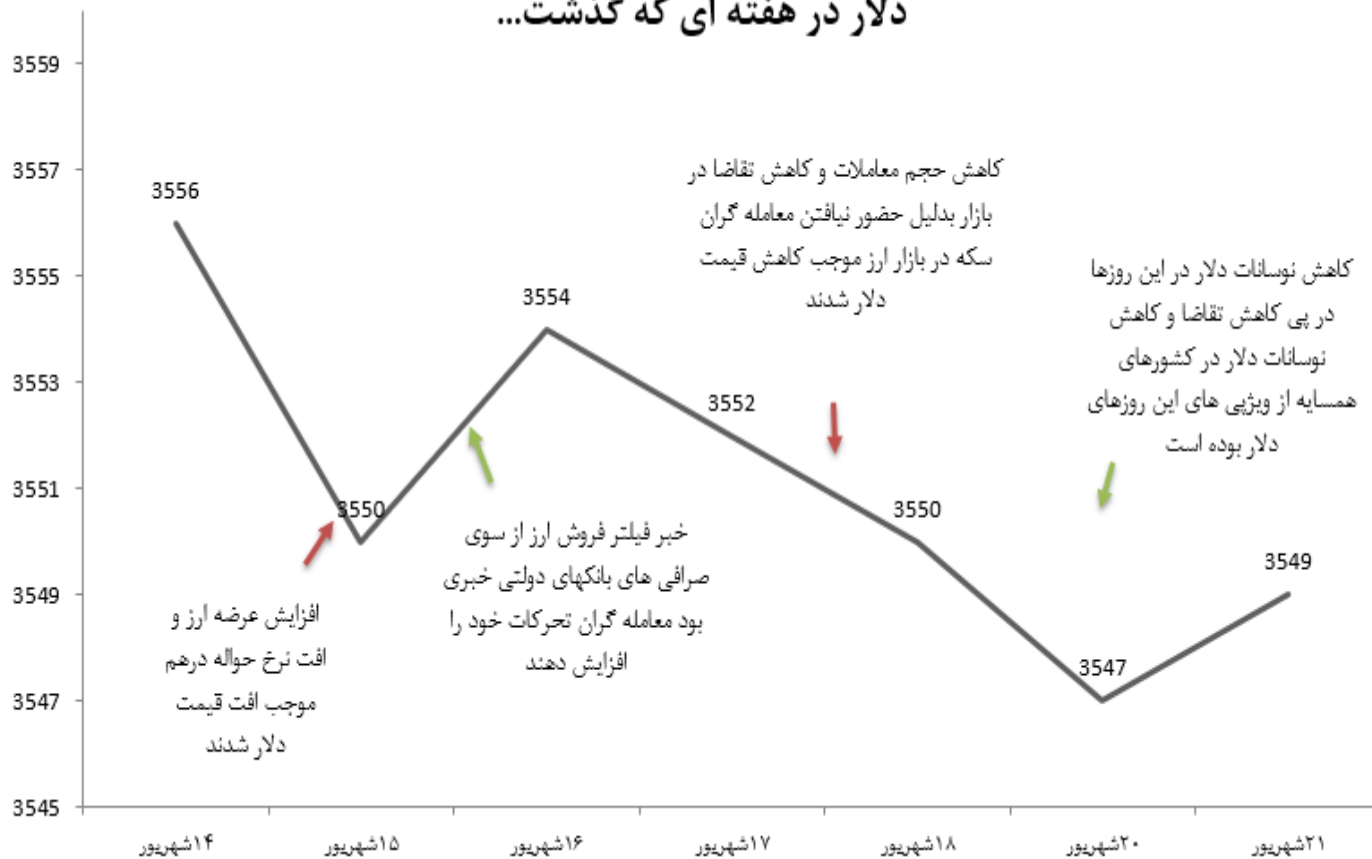 دلار در هفته ای که گذشت...
3559
3557
3555
3553
3551
3549
3547
3545
3556
3550
3554
3552
3550
3547
3549
افزایش عرضه ارز و
افت نرخ حواله درهم
موجب افت قیمت
دلار شدند
خبر فیلتر فروش ارز از سوی
صرافی های بانکهای دولتی خبری
بود معامله گران تحرکات خود را
افزایش دهند
کاهش حجم معاملات و کاهش تقاضا در
بازار بدلیل حضور نیافتن معامله گران
سکه در بازار ارز موجب کاهش قیمت
دلار شدند
کاهش نوسانات دلار در این روزها
در پی کاهش تقاضا و کاهش
نوسانات دلار در کشورهای
همسایه از ویژپی های این روزهای
دلار بوده است
۱۴شهریور
۱۵شهریور
۱۶شهریور
۱۷شهریور
۱۸شهریور
۲۰شهریور
۲۱شهریور